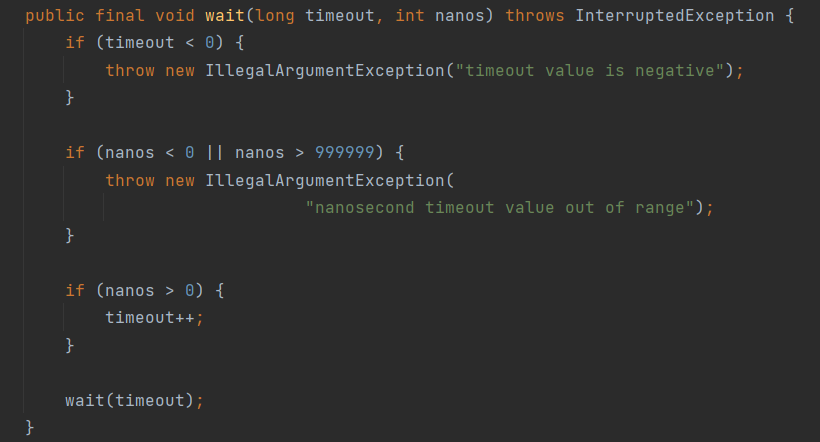 public final void wait(long timeout, int nanos) throws InterruptedException {
    if (timeout < 0) {
        throw new IllegalArgumentException("timeout value is negative");
    }

    if (nanos < 0 || nanos > 999999) {
        throw new IllegalArgumentException(
                            "nanosecond timeout value out of range");
    }

    if (nanos > 0) {
        timeout++;
    }

    wait(timeout);
}